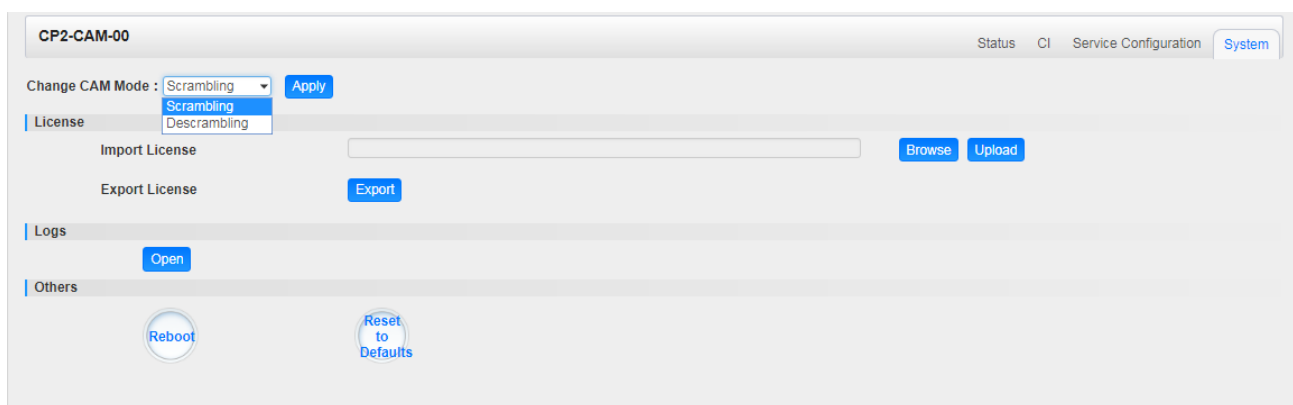 CP2-CAM-00
Status CI Service Configuration System
Change CAM Mode : Scrambling Apply
Scrambling
Descrambling
License
Import License Browse Upload
Export License Export
Logs
Open
Others
Reboot
Reset
to
Defaults